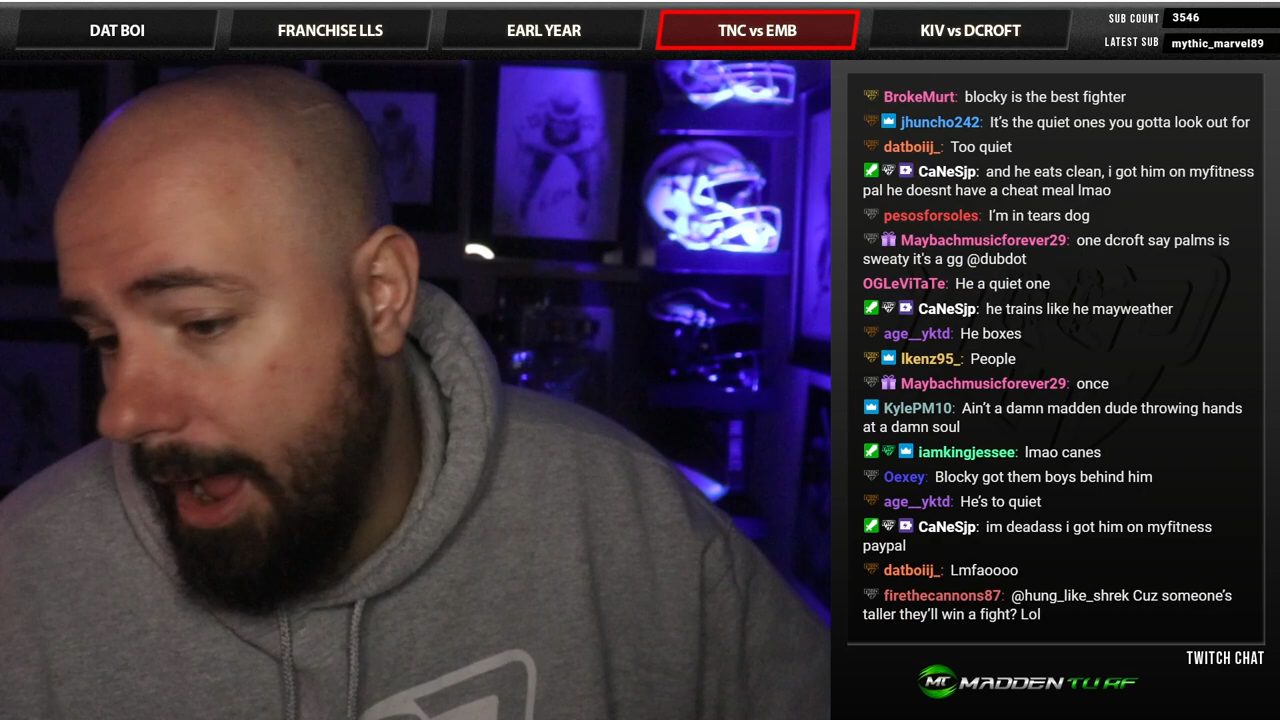 DAT BOI
FRANCHISE LLS
EARL YEAR
TNC vs EMB
KIV vs DCROFT
SUB COUNT 3546
LATEST SUB mythic_marvel89
BrokeMurt: blocky is the best fighter
jhuncho242: It's the quiet ones you gotta look out for
datboiij_: Too quiet
CaNeSjp: and he eats clean, i got him on myfitness
pal he doesnt have a cheat meal lmao
pesosforsoles: I'm in tears dog
Maybachmusicforever29: one dcroft say palms is
sweaty it's a gg @dubdot
OGLeViTaTe: He a quiet one
CaNeSjp: he trains like he mayweather
age__yktd: He boxes
lkenz95_: People
Maybachmusicforever29: once
KylePM10: Ain't a damn madden dude throwing hands
at a damn soul
iamkingjessee: lmao canes
Oexey: Blocky got them boys behind him
age__yktd: He's to quiet
CaNeSjp: im deadass i got him on myfitness
paypal
datboiij_: Lmfaoooo
firethecannons87: @hung_like_shrek Cuz someone's
taller they'll win a fight? Lol
TWITCH CHAT
MT MADDEN TURF